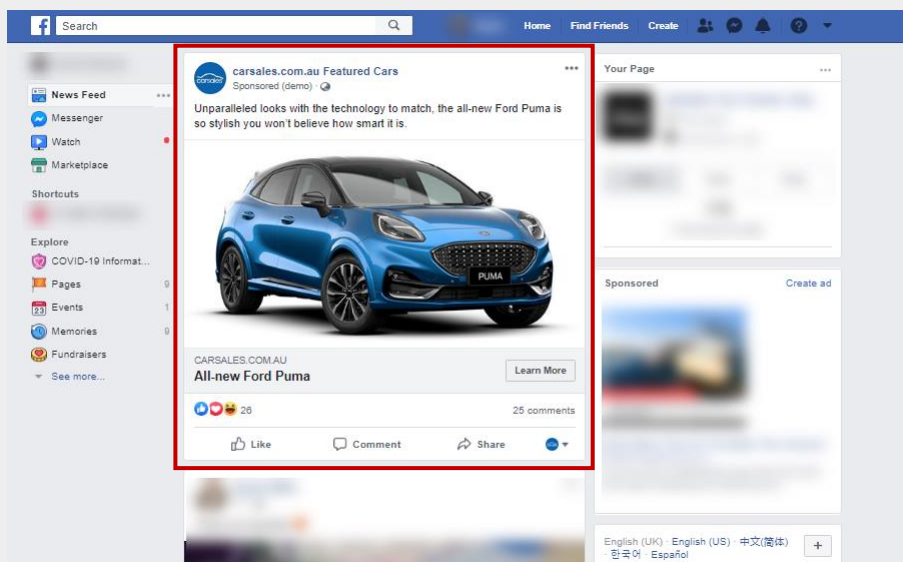 Search
Home
Find Friends
Create
News Feed
Messenger
Watch
Marketplace
Shortcuts
Explore
COVID-19 Informat...
Pages 9
Events 1
Memories 9
Fundraisers
See more...
carsales
carsales.com.au Featured Cars
Sponsored (demo) ·
Unparalleled looks with the technology to match, the all-new Ford Puma is
so stylish you won't believe how smart it is.
PUMA
CARSALES.COM.AU
All-new Ford Puma
Learn More
26
25 comments
Like
Comment
Share
Your Page
Sponsored
Create ad
English (UK) · English (US) · 中文(简体)
· 한국어 · Español